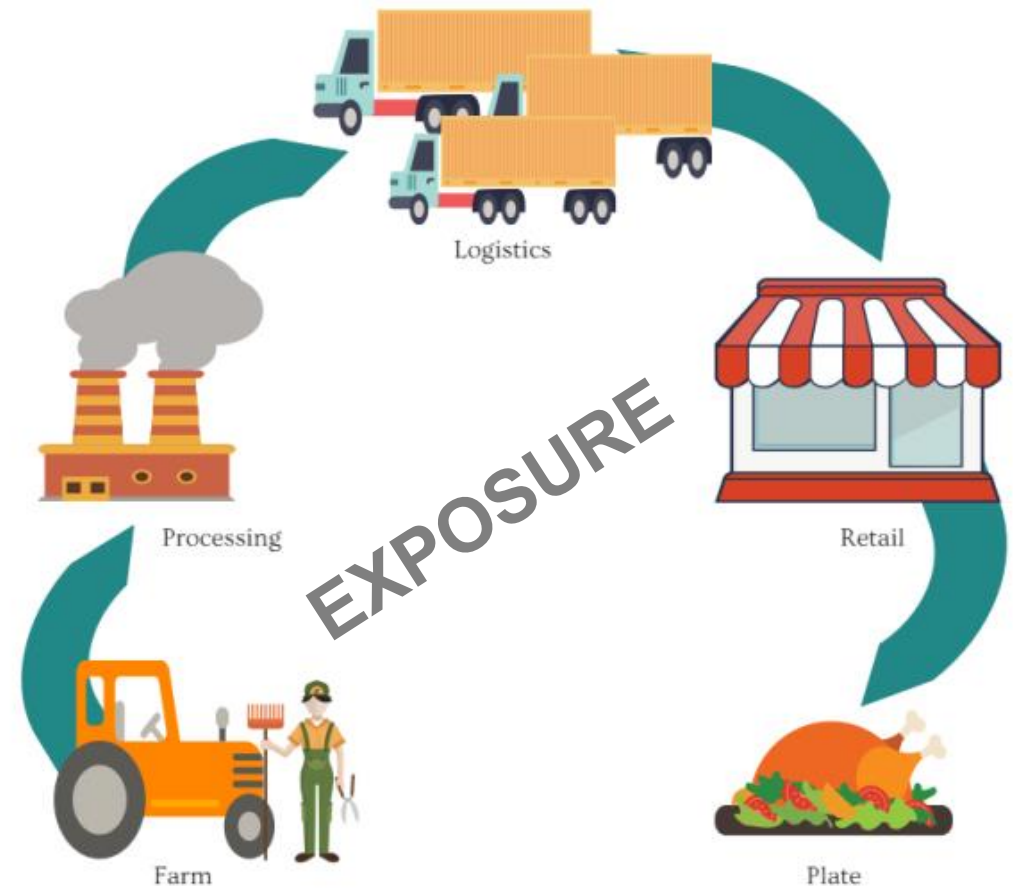 Logistics
Processing
EXPOSURE
Retail
Farm
Plate